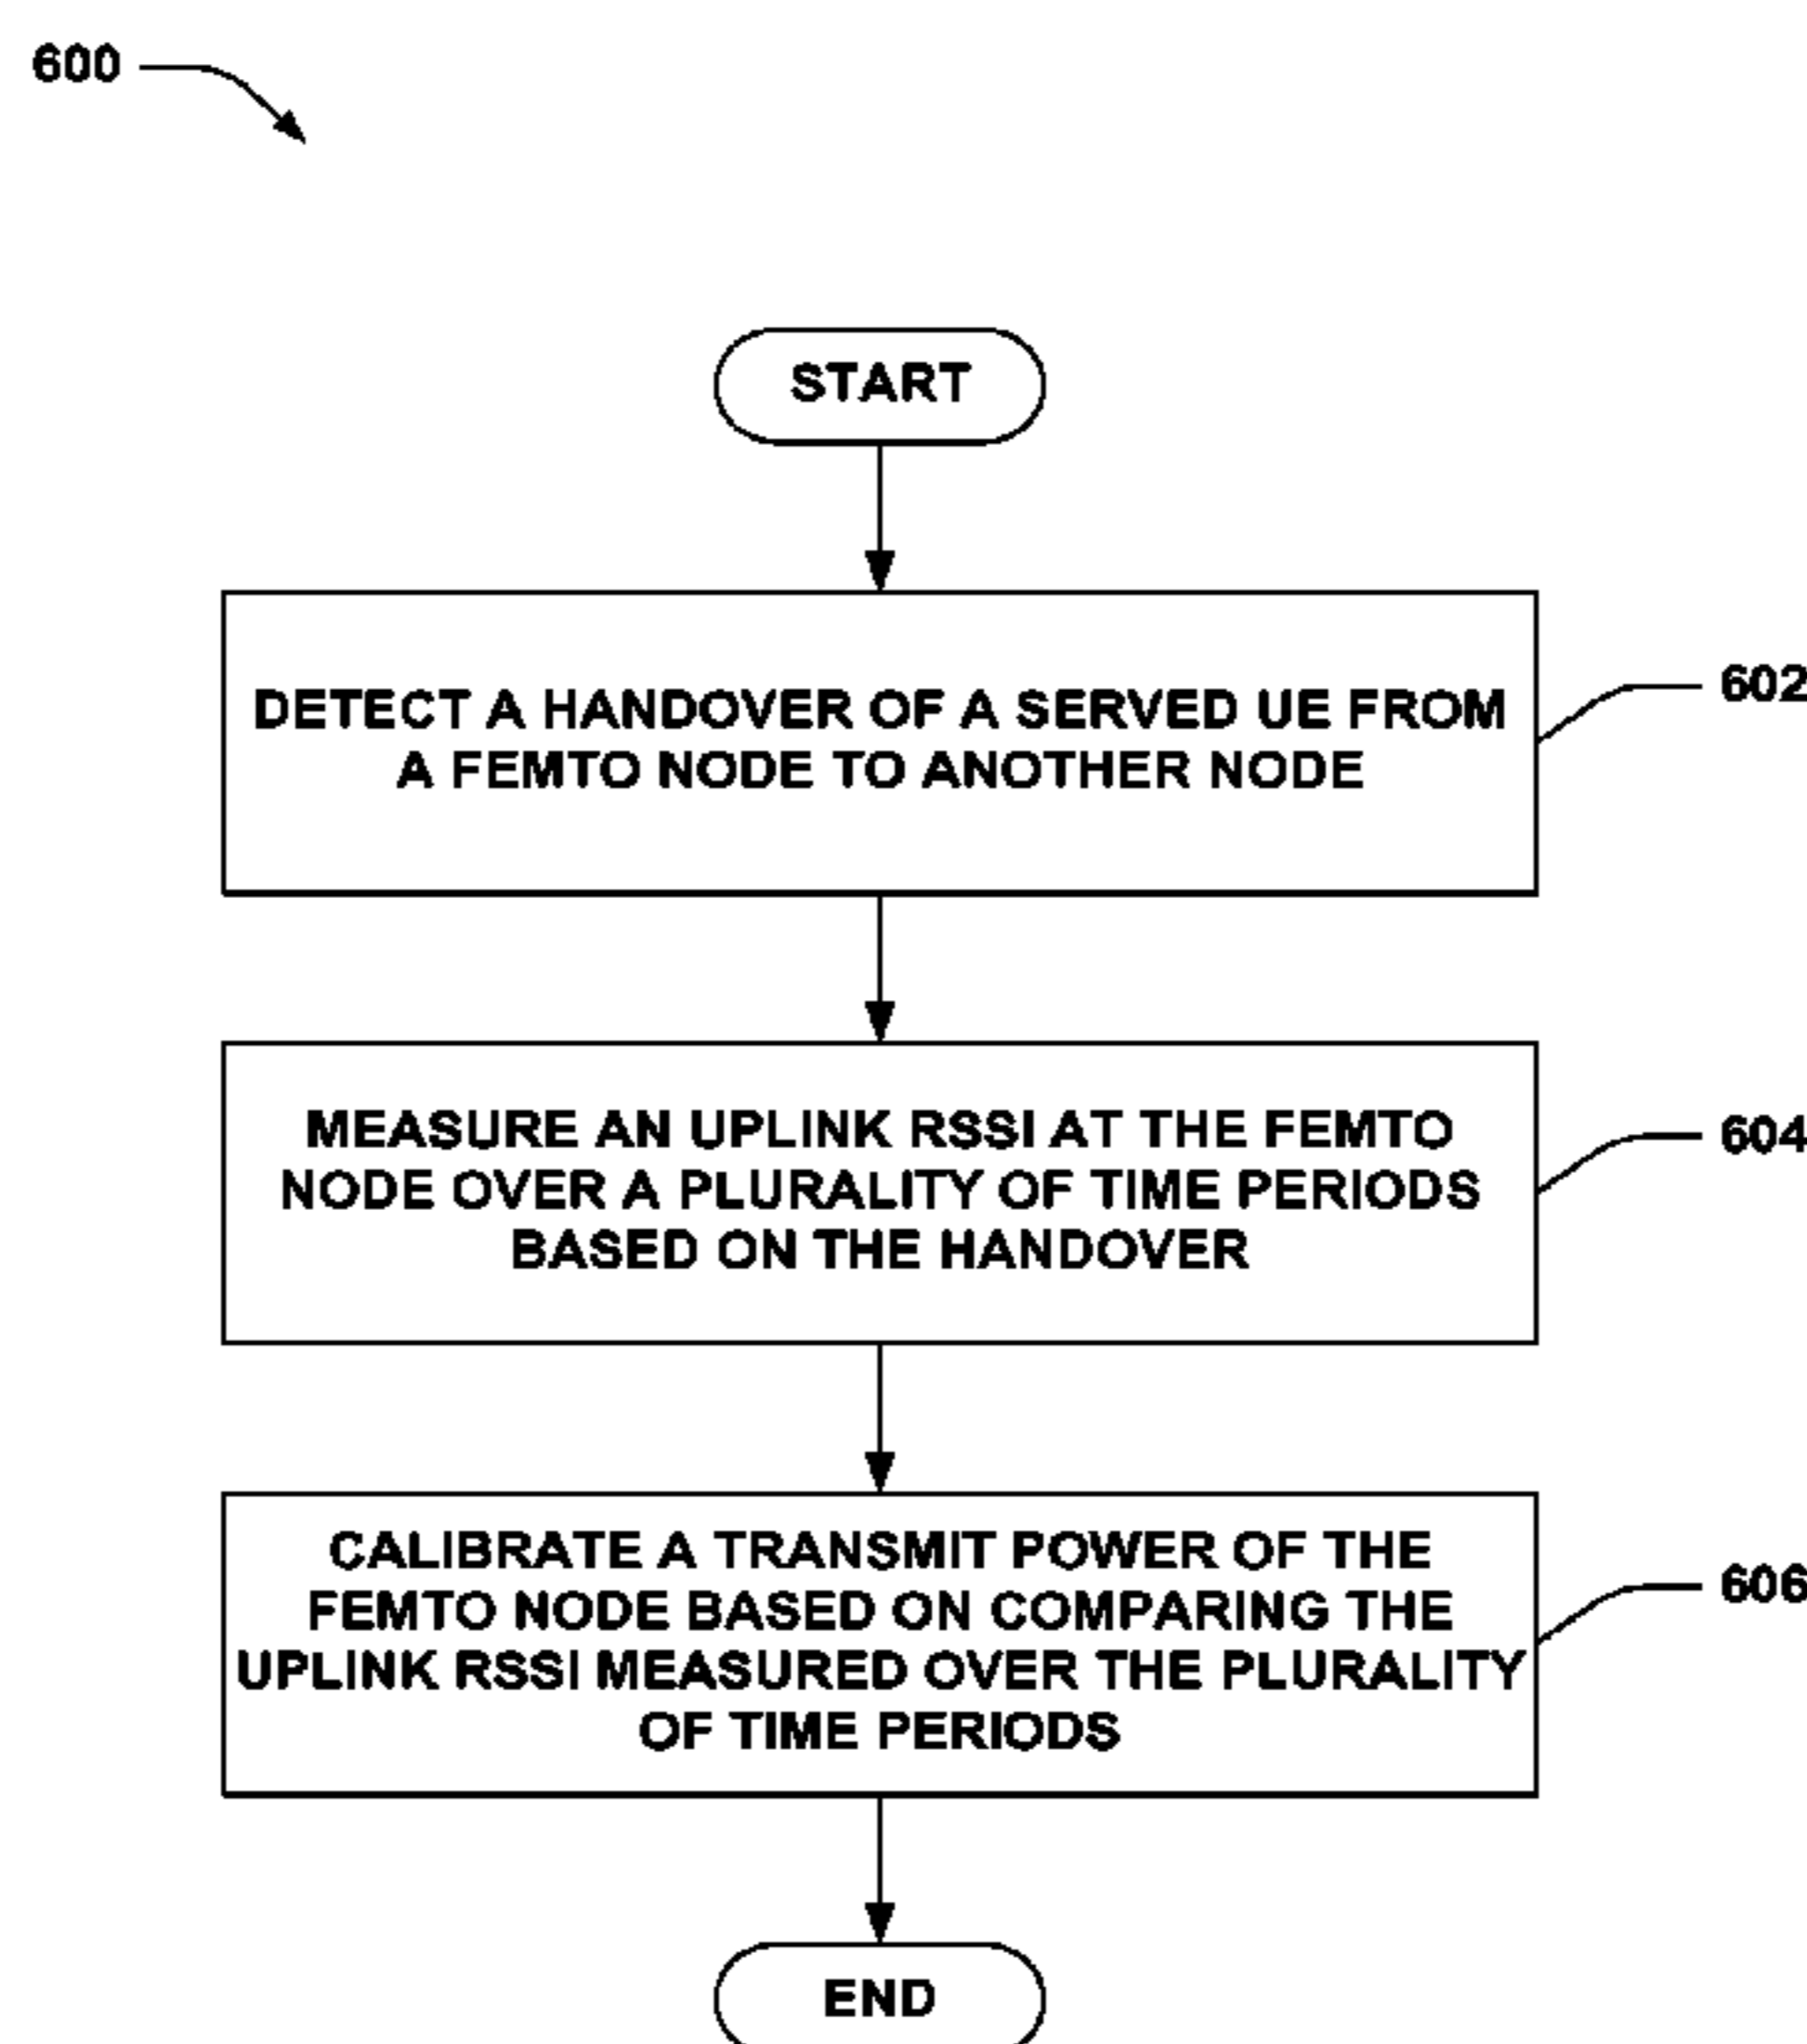 600
START
DETECT A HANDOVER OF A SERVED UE FROM
A FEMTO NODE TO ANOTHER NODE
602
MEASURE AN UPLINK RSSI AT THE FEMTO
NODE OVER A PLURALITY OF TIME PERIODS
BASED ON THE HANDOVER
604
CALIBRATE A TRANSMIT POWER OF THE
FEMTO NODE BASED ON COMPARING THE
UPLINK RSSI MEASURED OVER THE PLURALITY
OF TIME PERIODS
606
END